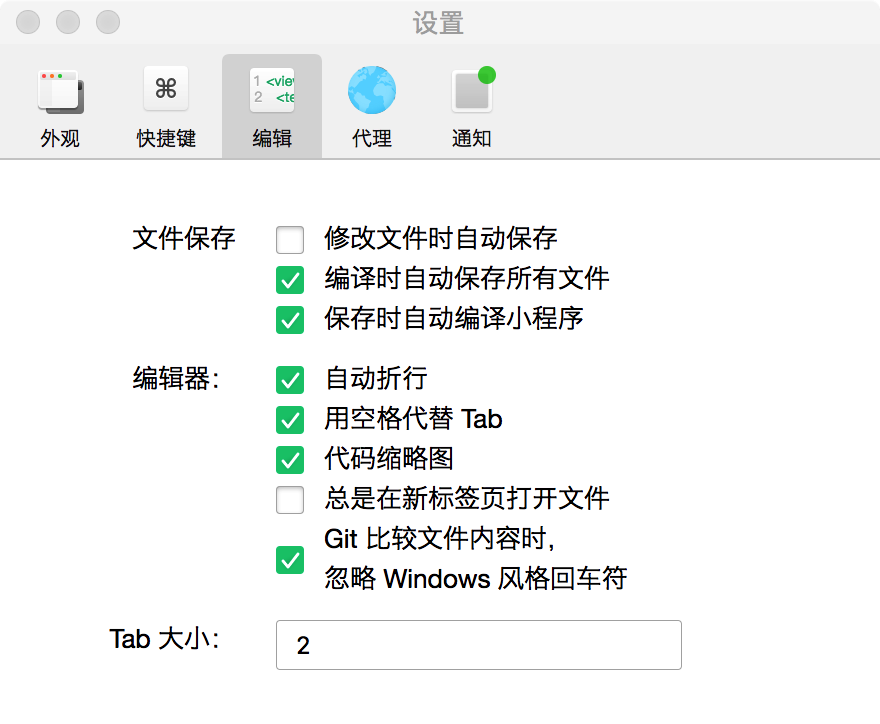 设置
⌘
1 <vie
2 <te
外观 快捷键 编辑 代理 通知
文件保存 修改文件时自动保存
编译时自动保存所有文件
保存时自动编译小程序
编辑器： 自动折行
用空格代替 Tab
代码缩略图
总是在新标签页打开文件
Git 比较文件内容时，
忽略 Windows 风格回车符
Tab 大小： 2